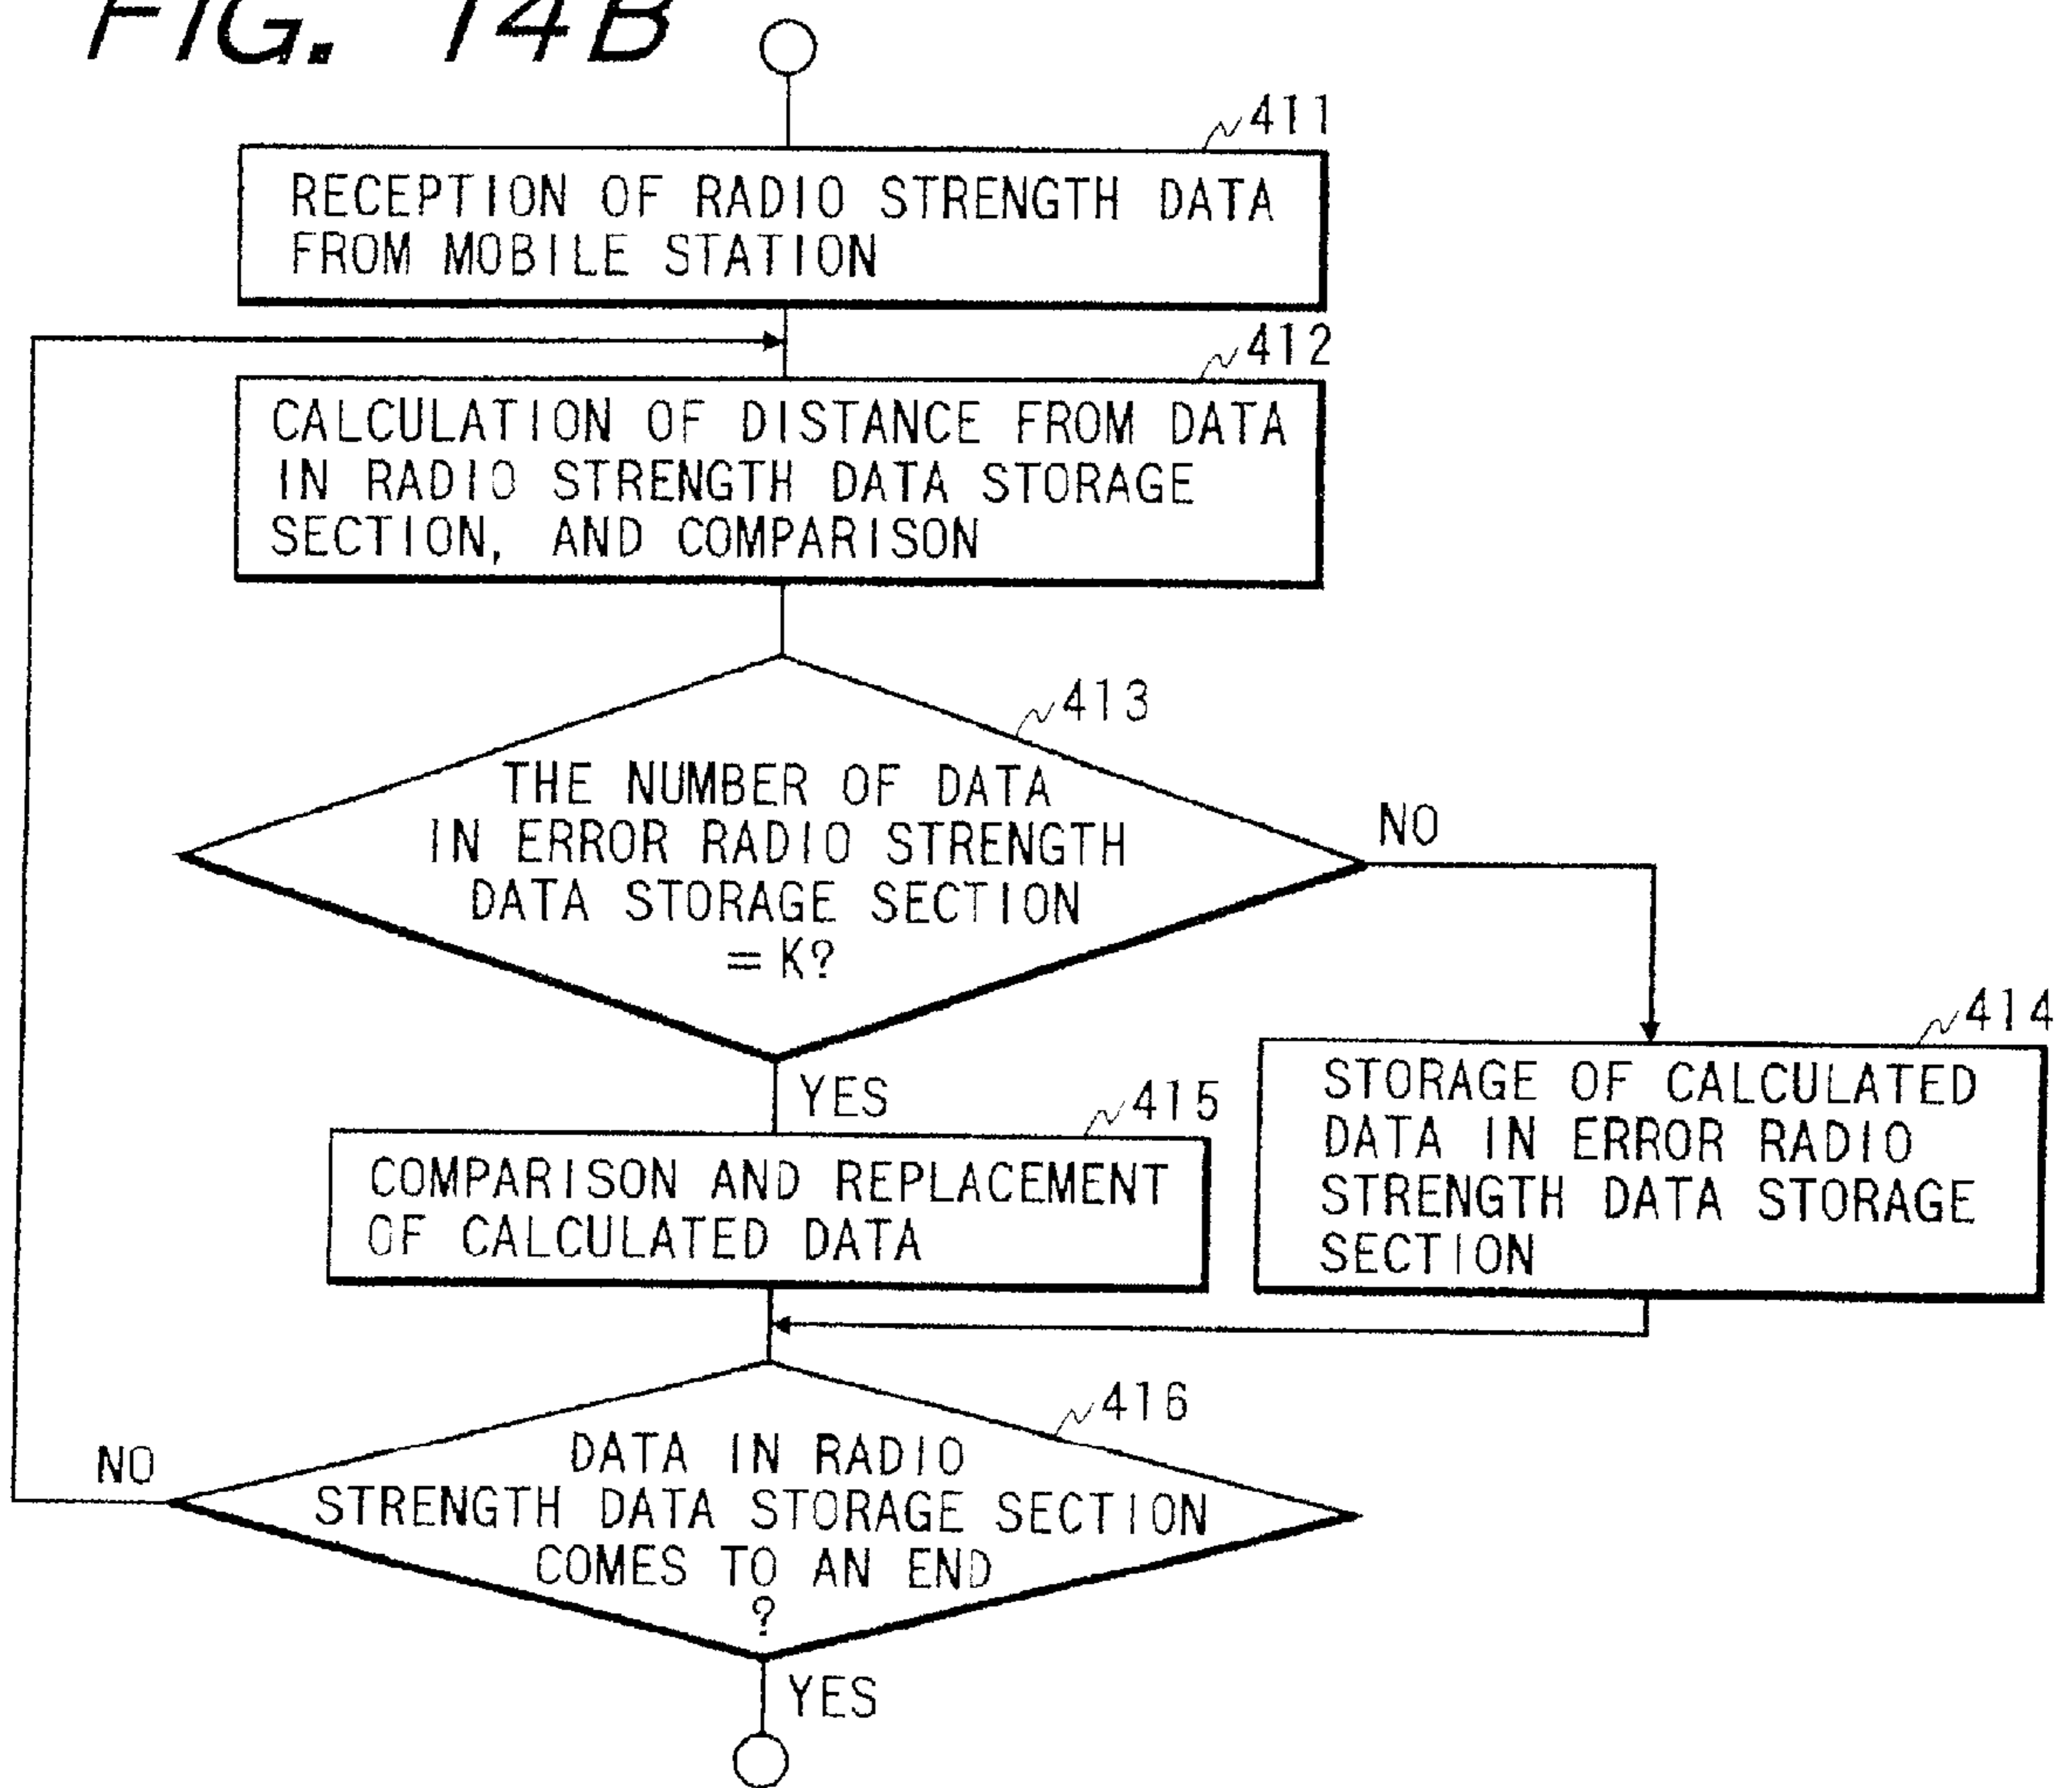 FIG. 14B
411
RECEPTION OF RADIO STRENGTH DATA
FROM MOBILE STATION
412
CALCULATION OF DISTANCE FROM DATA
IN RADIO STRENGTH DATA STORAGE
SECTION, AND COMPARISON
413
THE NUMBER OF DATA
IN ERROR RADIO STRENGTH
DATA STORAGE SECTION
= K?
NO
YES
414
STORAGE OF CALCULATED
DATA IN ERROR RADIO
STRENGTH DATA STORAGE
SECTION
415
COMPARISON AND REPLACEMENT
OF CALCULATED DATA
416
DATA IN RADIO
STRENGTH DATA STORAGE SECTION
COMES TO AN END
?
NO
YES